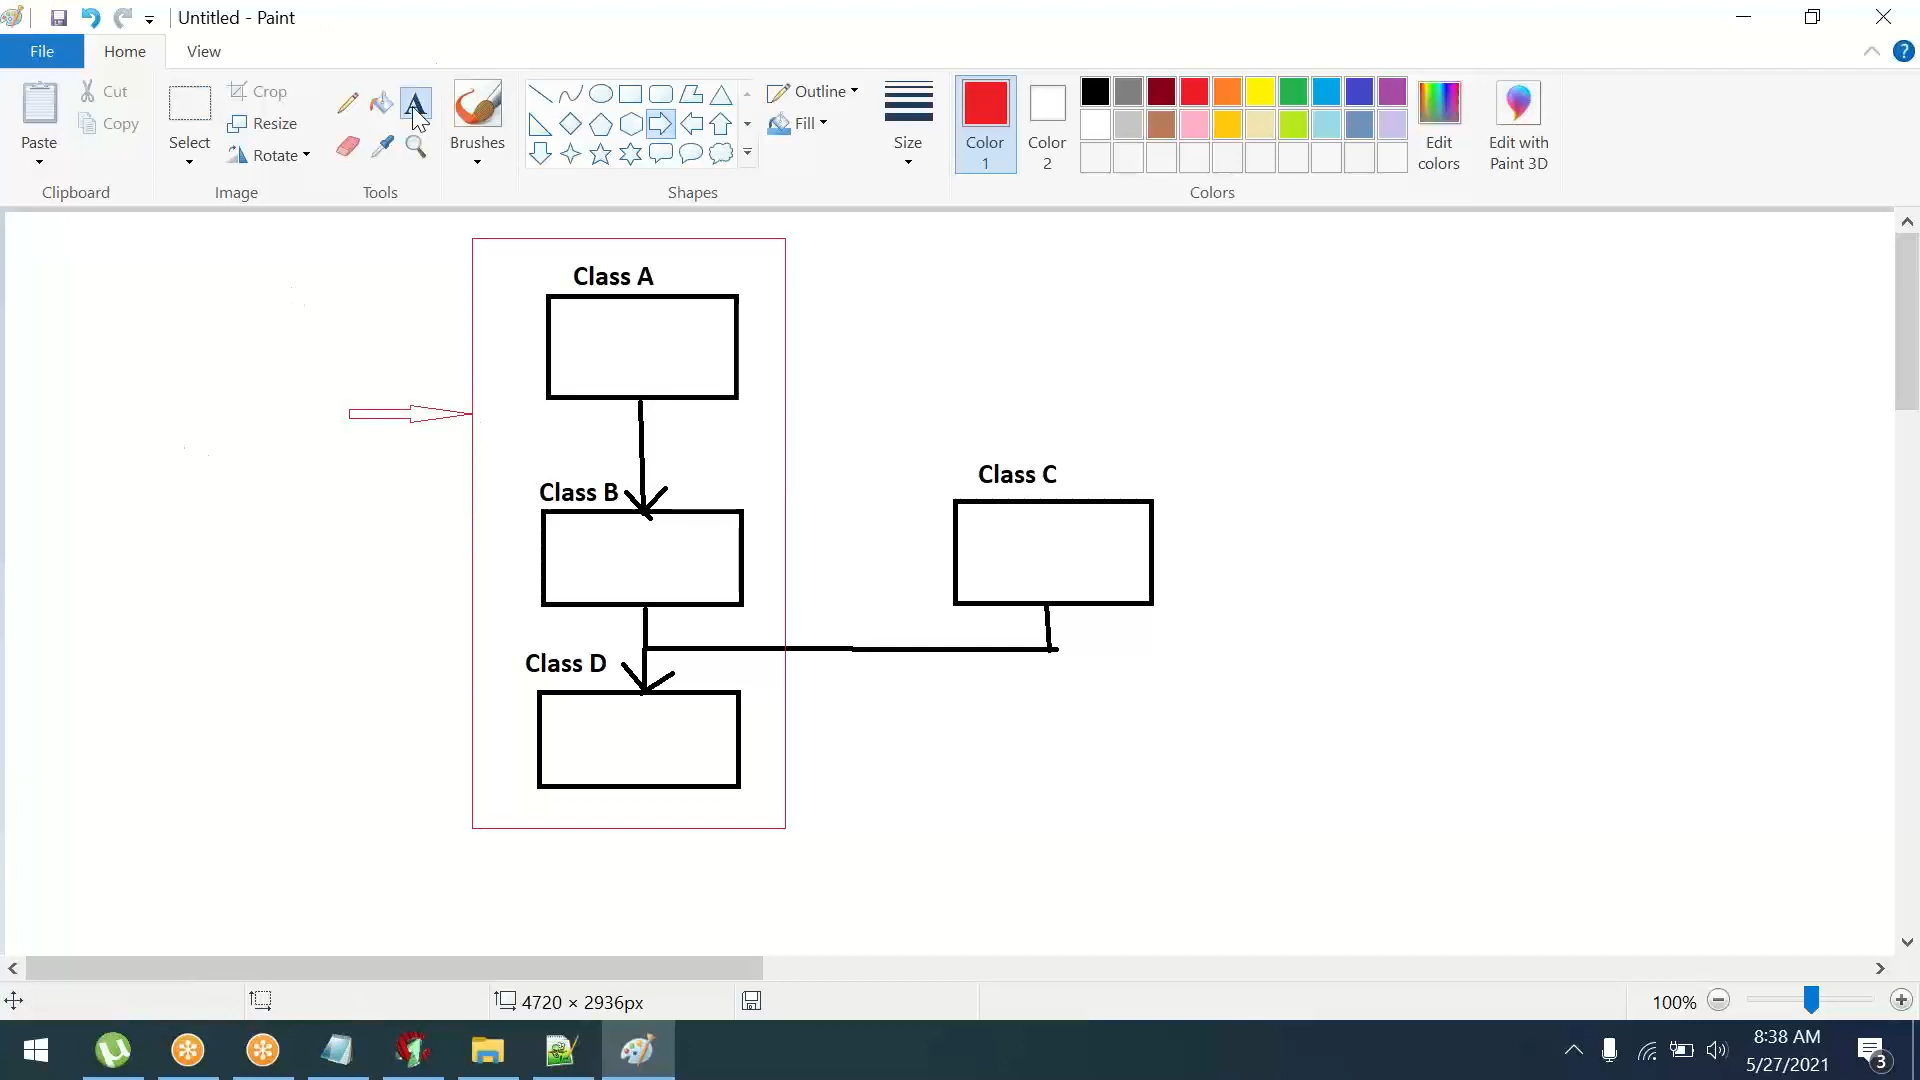 Untitled - Paint
File Home View
Paste
Cut
Copy
Clipboard
Select
Crop
Resize
Rotate
Image
A
Tools
Brushes
Outline
Fill
Shapes
Size
Color 1
Color 2
Edit colors
Edit with Paint 3D
Colors
?
Class A
Class B
Class C
Class D
4720 × 2936px
100%
8:38 AM
5/27/2021
3